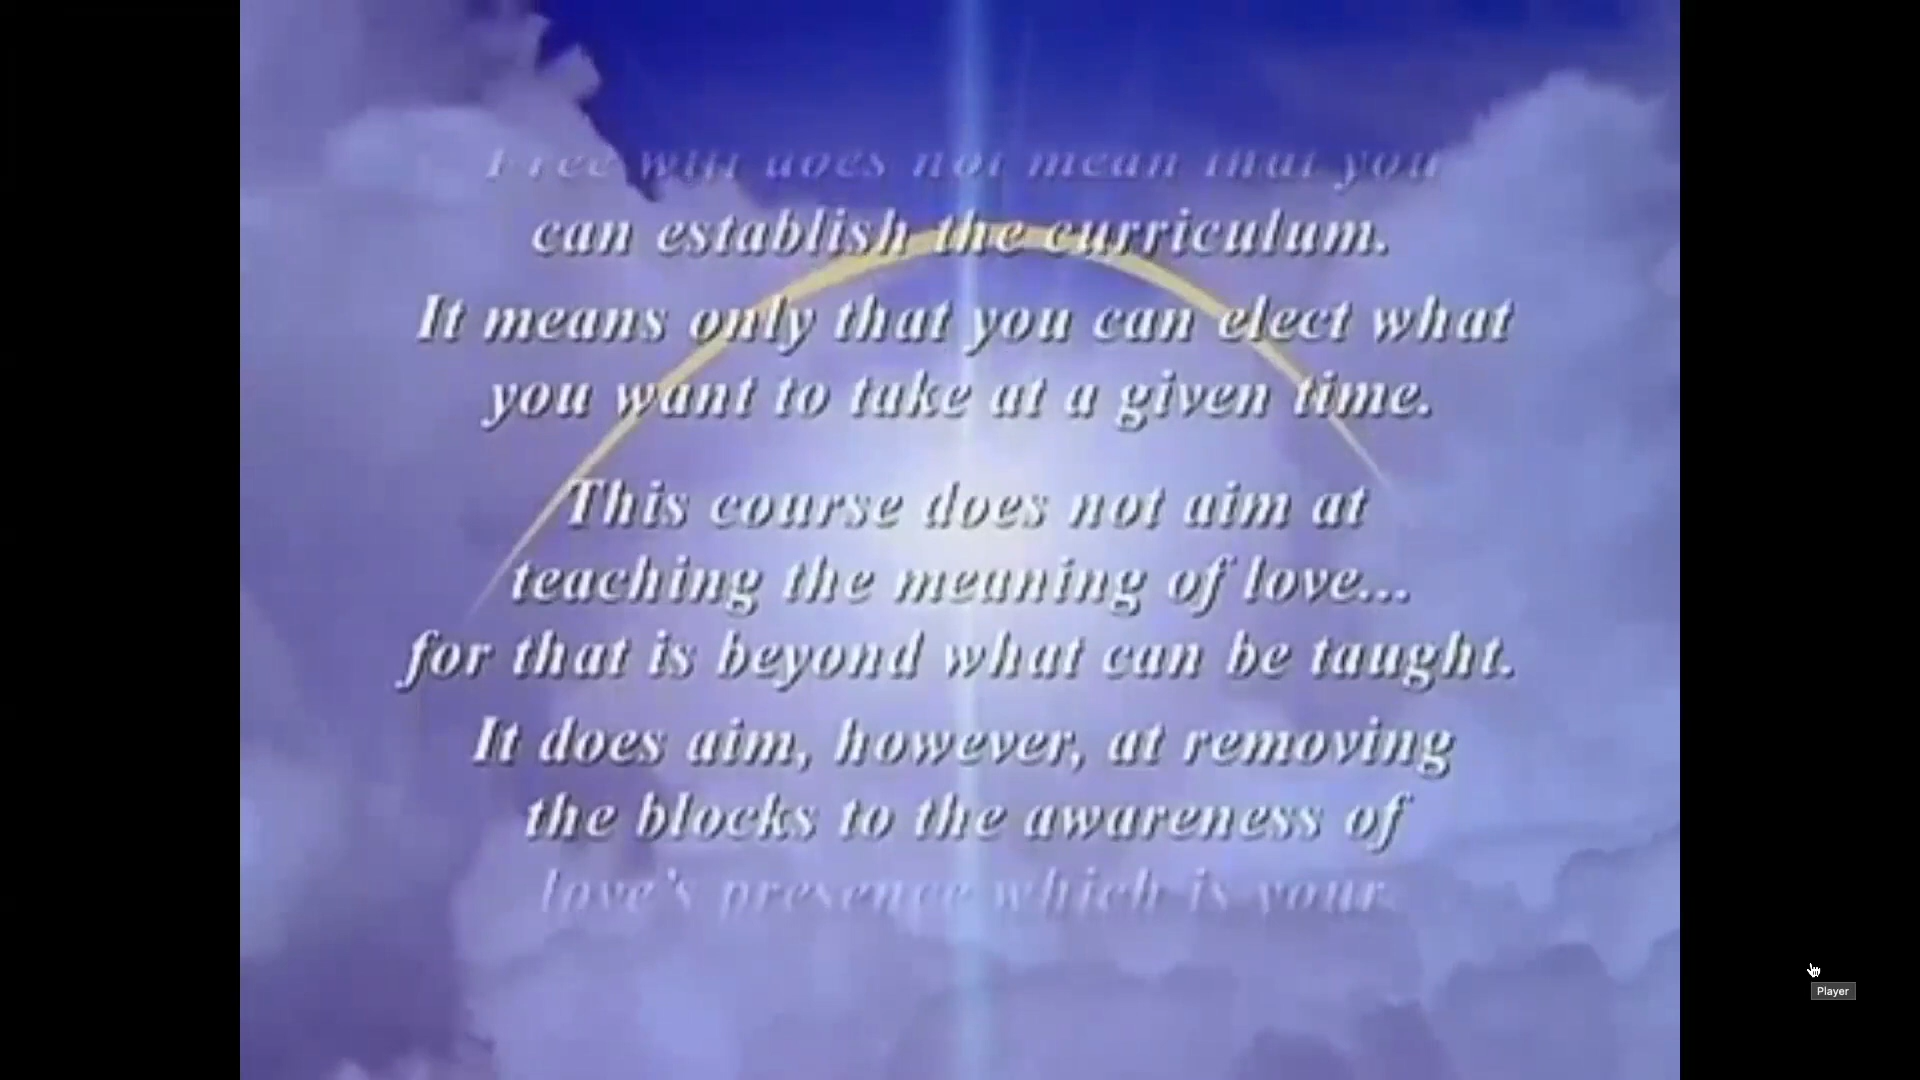 Free will does not mean that you
can establish the curriculum.
It means only that you can elect what
you want to take at a given time.
This course does not aim at
teaching the meaning of love...
for that is beyond what can be taught.
It does aim, however, at removing
the blocks to the awareness of
love's presence which is your
Player